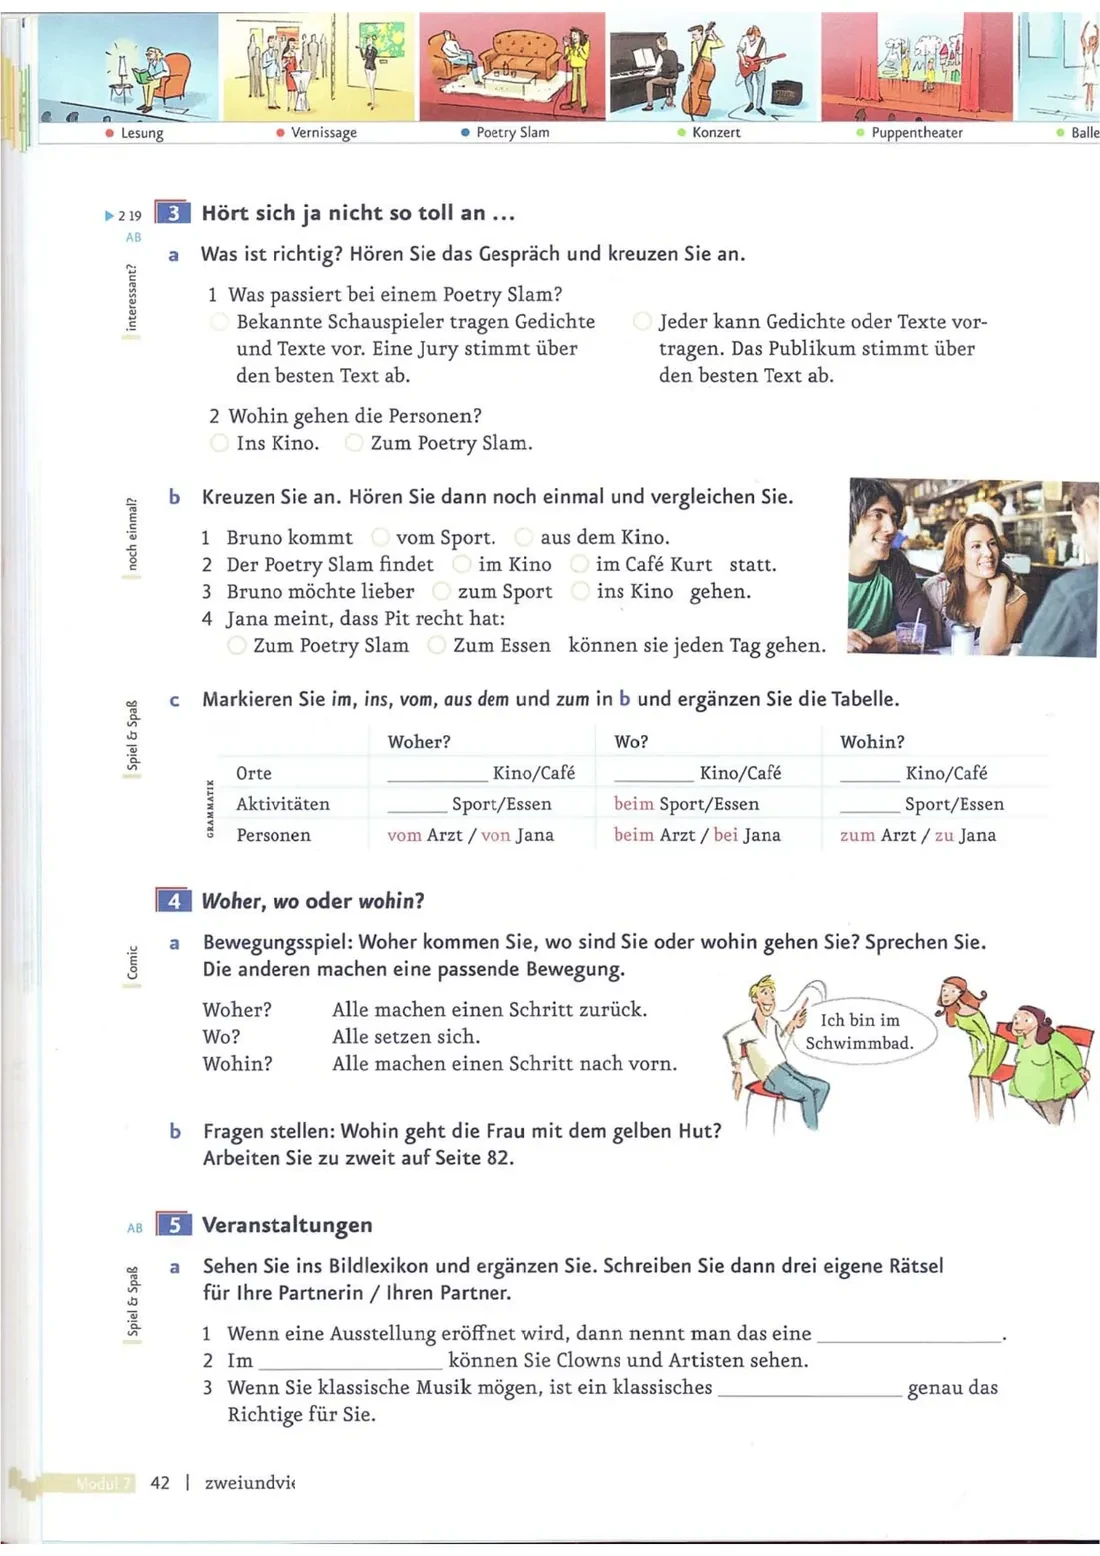 Lesung
Vernissage
Poetry Slam
Konzert
Puppentheater
Balle
2 19
3 Hört sich ja nicht so toll an ...
AB
interessant?
a Was ist richtig? Hören Sie das Gespräch und kreuzen Sie an.
1 Was passiert bei einem Poetry Slam?
Bekannte Schauspieler tragen Gedichte
und Texte vor. Eine Jury stimmt über
den besten Text ab.
Jeder kann Gedichte oder Texte vor-
tragen. Das Publikum stimmt über
den besten Text ab.
2 Wohin gehen die Personen?
Ins Kino. Zum Poetry Slam.
noch einmal?
b Kreuzen Sie an. Hören Sie dann noch einmal und vergleichen Sie.
1 Bruno kommt vom Sport. aus dem Kino.
2 Der Poetry Slam findet im Kino im Café Kurt statt.
3 Bruno möchte lieber zum Sport ins Kino gehen.
4 Jana meint, dass Pit recht hat:
Zum Poetry Slam Zum Essen können sie jeden Tag gehen.
Spiel & Spaß
c Markieren Sie im, ins, vom, aus dem und zum in b und ergänzen Sie die Tabelle.
GRAMMATIK
Woher? Wo? Wohin?
Orte ________ Kino/Café ________ Kino/Café ________ Kino/Café
Aktivitäten ________ Sport/Essen beim Sport/Essen ________ Sport/Essen
Personen vom Arzt / von Jana beim Arzt / bei Jana zum Arzt / zu Jana
4 Woher, wo oder wohin?
Comic
a Bewegungsspiel: Woher kommen Sie, wo sind Sie oder wohin gehen Sie? Sprechen Sie.
Die anderen machen eine passende Bewegung.
Woher? Alle machen einen Schritt zurück.
Wo? Alle setzen sich.
Wohin? Alle machen einen Schritt nach vorn.
Ich bin im
Schwimmbad.
b Fragen stellen: Wohin geht die Frau mit dem gelben Hut?
Arbeiten Sie zu zweit auf Seite 82.
AB 5 Veranstaltungen
Spiel & Spaß
a Sehen Sie ins Bildlexikon und ergänzen Sie. Schreiben Sie dann drei eigene Rätsel
für Ihre Partnerin / Ihren Partner.
1 Wenn eine Ausstellung eröffnet wird, dann nennt man das eine ________________.
2 Im ________________ können Sie Clowns und Artisten sehen.
3 Wenn Sie klassische Musik mögen, ist ein klassisches ________________ genau das
Richtige für Sie.
Modul 7 42 | zweiundvie